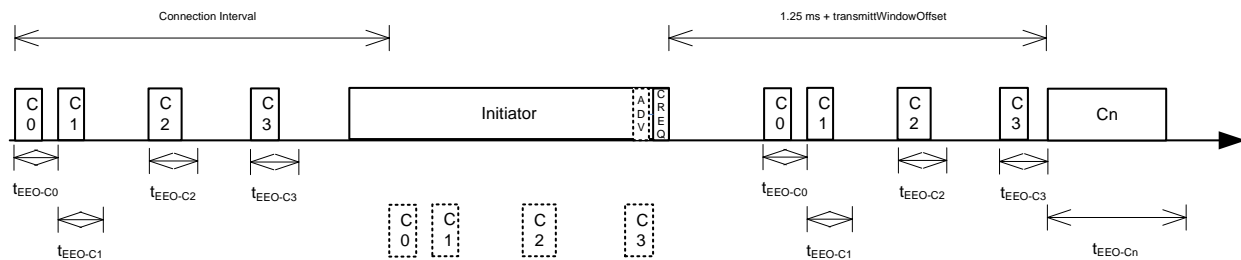 Connection Interval
1.25 ms + transmittWindowOffset
C0
C1
C2
C3
Initiator
ADV
CREQ
C0
C1
C2
C3
Cn
tEEO-C0
tEEO-C2
tEEO-C3
tEEO-C0
tEEO-C2
tEEO-C3
tEEO-C1
C0
C1
C2
C3
tEEO-C1
tEEO-Cn